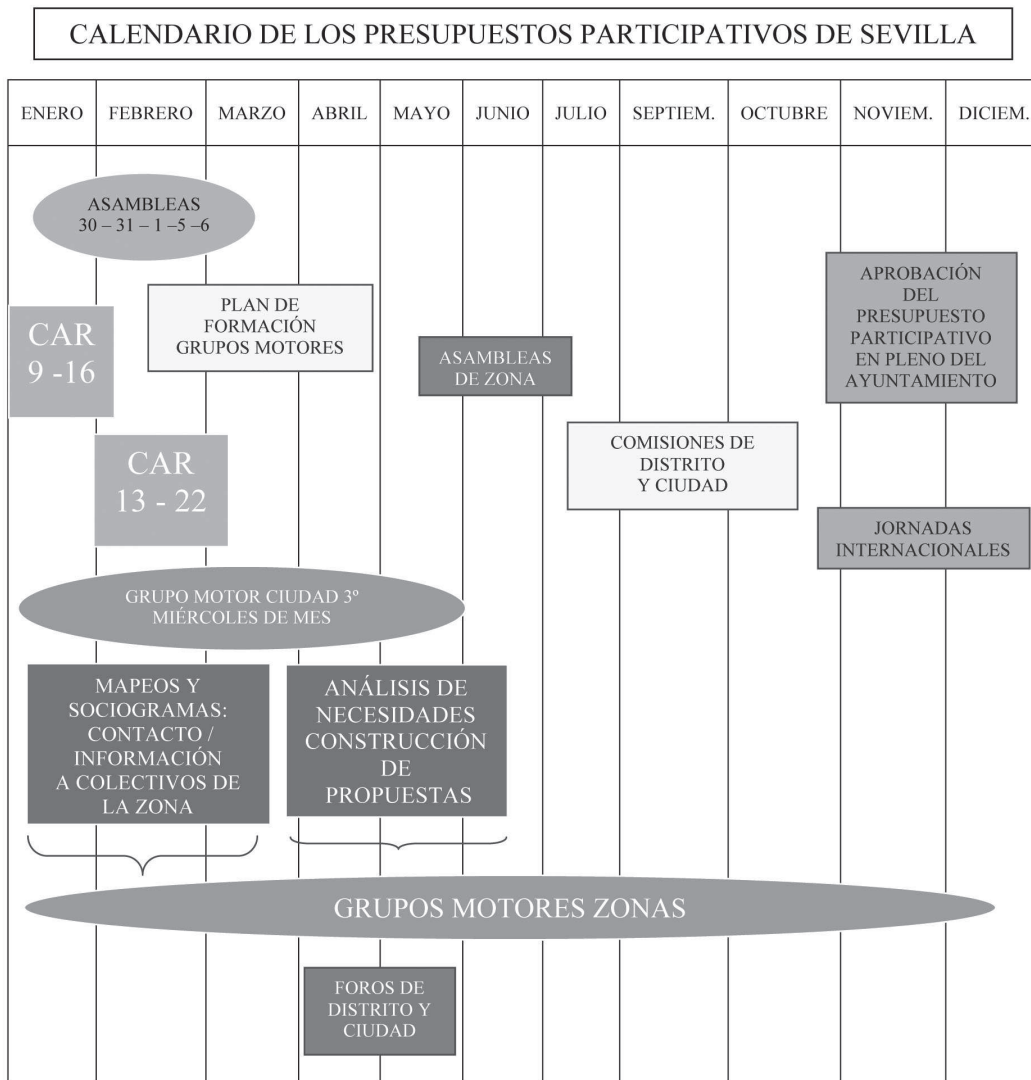 CALENDARIO DE LOS PRESUPUESTOS PARTICIPATIVOS DE SEVILLA
ENERO FEBRERO MARZO ABRIL MAYO JUNIO JULIO SEPTIEM. OCTUBRE NOVIEM. DICIEM.
ASAMBLEAS
30 – 31 – 1 –5 –6
PLAN DE
FORMACIÓN
GRUPOS MOTORES
APROBACIÓN
DEL
PRESUPUESTO
PARTICIPATIVO
EN PLENO DEL
AYUNTAMIENTO
CAR
9 -16
ASAMBLEAS
DE ZONA
CAR
13 - 22
COMISIONES DE
DISTRITO
Y CIUDAD
JORNADAS
INTERNACIONALES
GRUPO MOTOR CIUDAD 3º
MIÉRCOLES DE MES
MAPEOS Y
SOCIOGRAMAS:
CONTACTO /
INFORMACIÓN
A COLECTIVOS DE
LA ZONA
ANÁLISIS DE
NECESIDADES
CONSTRUCCIÓN
DE
PROPUESTAS
GRUPOS MOTORES ZONAS
FOROS DE
DISTRITO Y
CIUDAD